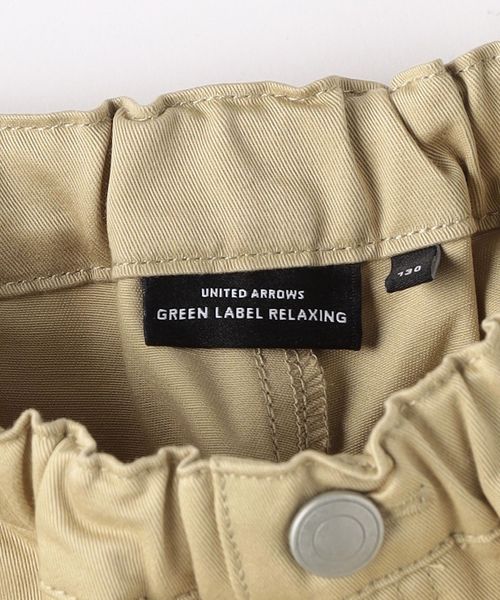 UNITED ARROWS
GREEN LABEL RELAXING
130